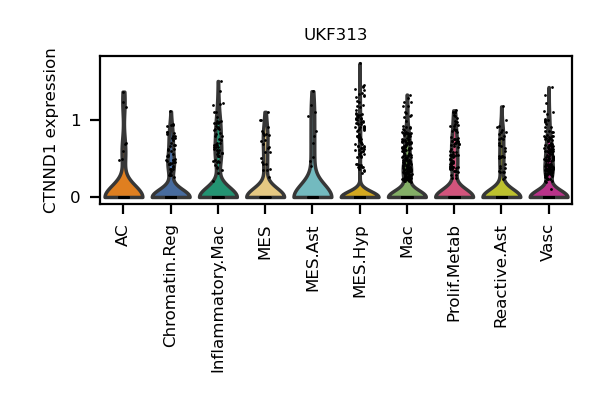 UKF313
CTNND1 expression
1
0
AC
Chromatin.Reg
Inflammatory.Mac
MES
MES.Ast
MES.Hyp
Mac
Prolif.Metab
Reactive.Ast
Vasc